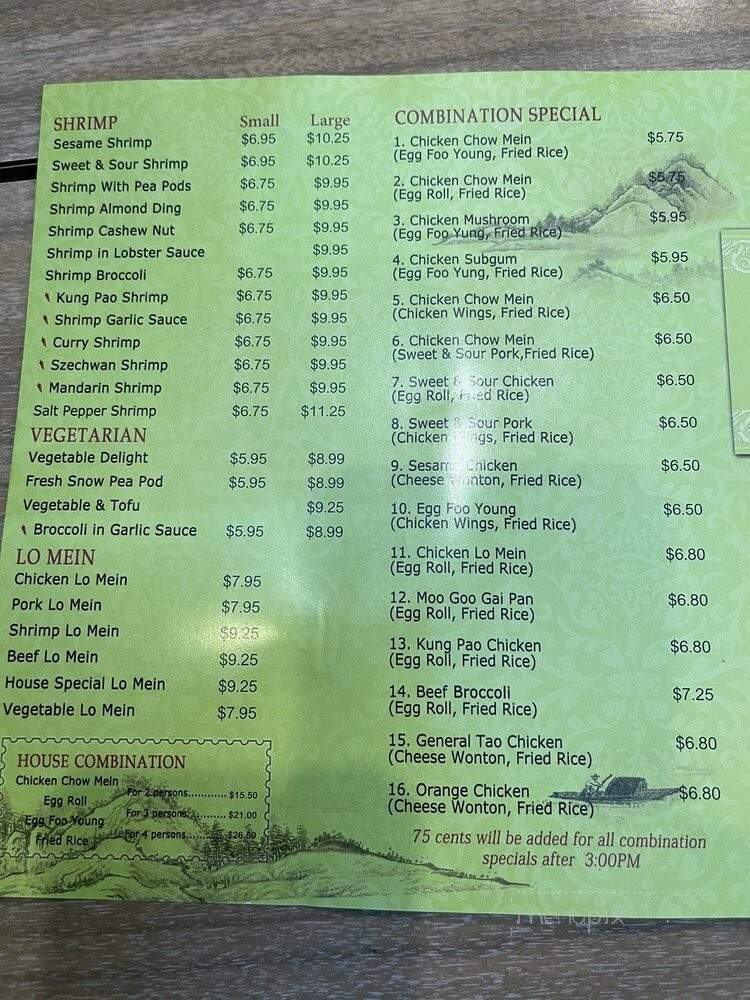 SHRIMP Small Large
Sesame Shrimp $6.95 $10.25
Sweet & Sour Shrimp $6.95 $10.25
Shrimp With Pea Pods $6.75 $9.95
Shrimp Almond Ding $6.75 $9.95
Shrimp Cashew Nut $6.75 $9.95
Shrimp in Lobster Sauce $9.95
Shrimp Broccoli $6.75 $9.95
Kung Pao Shrimp $6.75 $9.95
Shrimp Garlic Sauce $6.75 $9.95
Curry Shrimp $6.75 $9.95
Szechwan Shrimp $6.75 $9.95
Mandarin Shrimp $6.75 $9.95
Salt Pepper Shrimp $6.75 $11.25
VEGETARIAN
Vegetable Delight $5.95 $8.99
Fresh Snow Pea Pod $5.95 $8.99
Vegetable & Tofu $9.25
Broccoli in Garlic Sauce $5.95 $8.99
LO MEIN
Chicken Lo Mein $7.95
Pork Lo Mein $7.95
Shrimp Lo Mein $9.25
Beef Lo Mein $9.25
House Special Lo Mein $9.25
Vegetable Lo Mein $7.95
HOUSE COMBINATION
Chicken Chow Mein
Egg Roll
Egg Foo Young
Fried Rice
For 2 persons............ $15.50
For 3 persons............ $21.00
For 4 persons............ $26.50
COMBINATION SPECIAL
1. Chicken Chow Mein $5.75
(Egg Foo Young, Fried Rice)
2. Chicken Chow Mein $5.75
(Egg Roll, Fried Rice)
3. Chicken Mushroom $5.95
(Egg Foo Yung, Fried Rice)
4. Chicken Subgum $5.95
(Egg Foo Yung, Fried Rice)
5. Chicken Chow Mein $6.50
(Chicken Wings, Fried Rice)
6. Chicken Chow Mein $6.50
(Sweet & Sour Pork,Fried Rice)
7. Sweet & Sour Chicken $6.50
(Egg Roll, Fried Rice)
8. Sweet & Sour Pork $6.50
(Chicken Wings, Fried Rice)
9. Sesame Chicken $6.50
(Cheese Wonton, Fried Rice)
10. Egg Foo Young $6.50
(Chicken Wings, Fried Rice)
11. Chicken Lo Mein $6.80
(Egg Roll, Fried Rice)
12. Moo Goo Gai Pan $6.80
(Egg Roll, Fried Rice)
13. Kung Pao Chicken $6.80
(Egg Roll, Fried Rice)
14. Beef Broccoli $7.25
(Egg Roll, Fried Rice)
15. General Tao Chicken $6.80
(Cheese Wonton, Fried Rice)
16. Orange Chicken $6.80
(Cheese Wonton, Fried Rice)
75 cents will be added for all combination
specials after 3:00PM
menupix